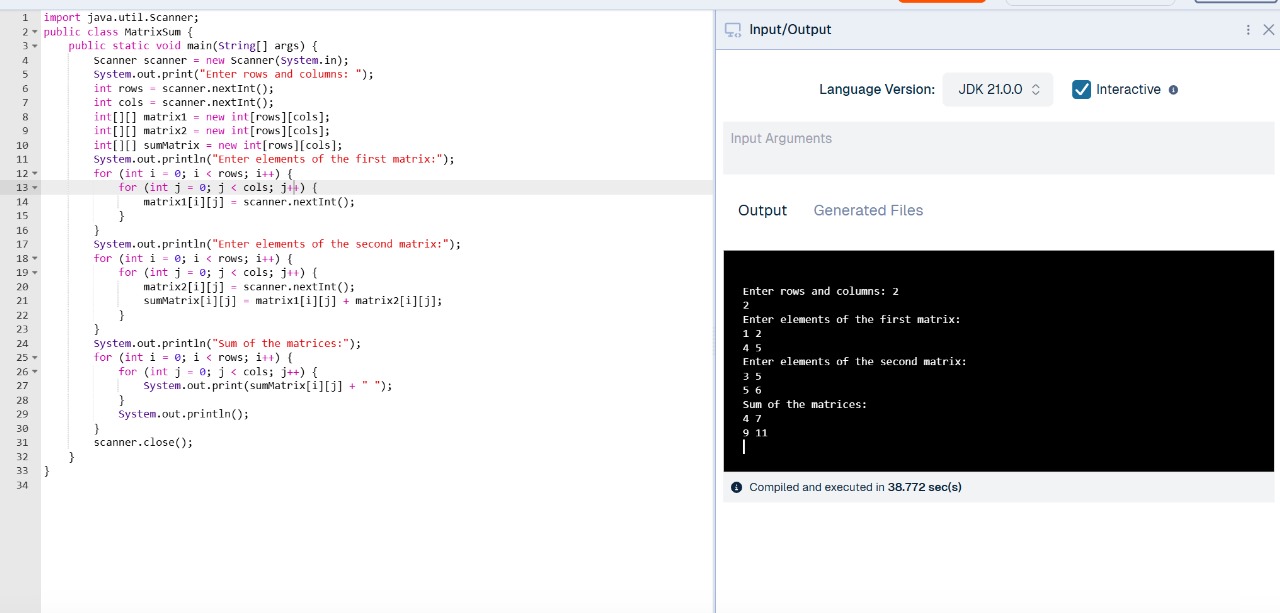 1 import java.util.Scanner;
2 public class MatrixSum {
3     public static void main(String[] args) {
4         Scanner scanner = new Scanner(System.in);
5         System.out.print("Enter rows and columns: ");
6         int rows = scanner.nextInt();
7         int cols = scanner.nextInt();
8         int[][] matrix1 = new int[rows][cols];
9         int[][] matrix2 = new int[rows][cols];
10         int[][] sumMatrix = new int[rows][cols];
11         System.out.println("Enter elements of the first matrix:");
12         for (int i = 0; i < rows; i++) {
13             for (int j = 0; j < cols; j++) {
14                 matrix1[i][j] = scanner.nextInt();
15             }
16         }
17         System.out.println("Enter elements of the second matrix:");
18         for (int i = 0; i < rows; i++) {
19             for (int j = 0; j < cols; j++) {
20                 matrix2[i][j] = scanner.nextInt();
21                 sumMatrix[i][j] = matrix1[i][j] + matrix2[i][j];
22             }
23         }
24         System.out.println("Sum of the matrices:");
25         for (int i = 0; i < rows; i++) {
26             for (int j = 0; j < cols; j++) {
27                 System.out.print(sumMatrix[i][j] + " ");
28             }
29             System.out.println();
30         }
31         scanner.close();
32     }
33 }
34
Input/Output
Language Version: JDK 21.0.0 Interactive
Input Arguments
Output Generated Files
Enter rows and columns: 2
2
Enter elements of the first matrix:
1 2
4 5
Enter elements of the second matrix:
3 5
5 6
Sum of the matrices:
4 7
9 11
Compiled and executed in 38.772 sec(s)